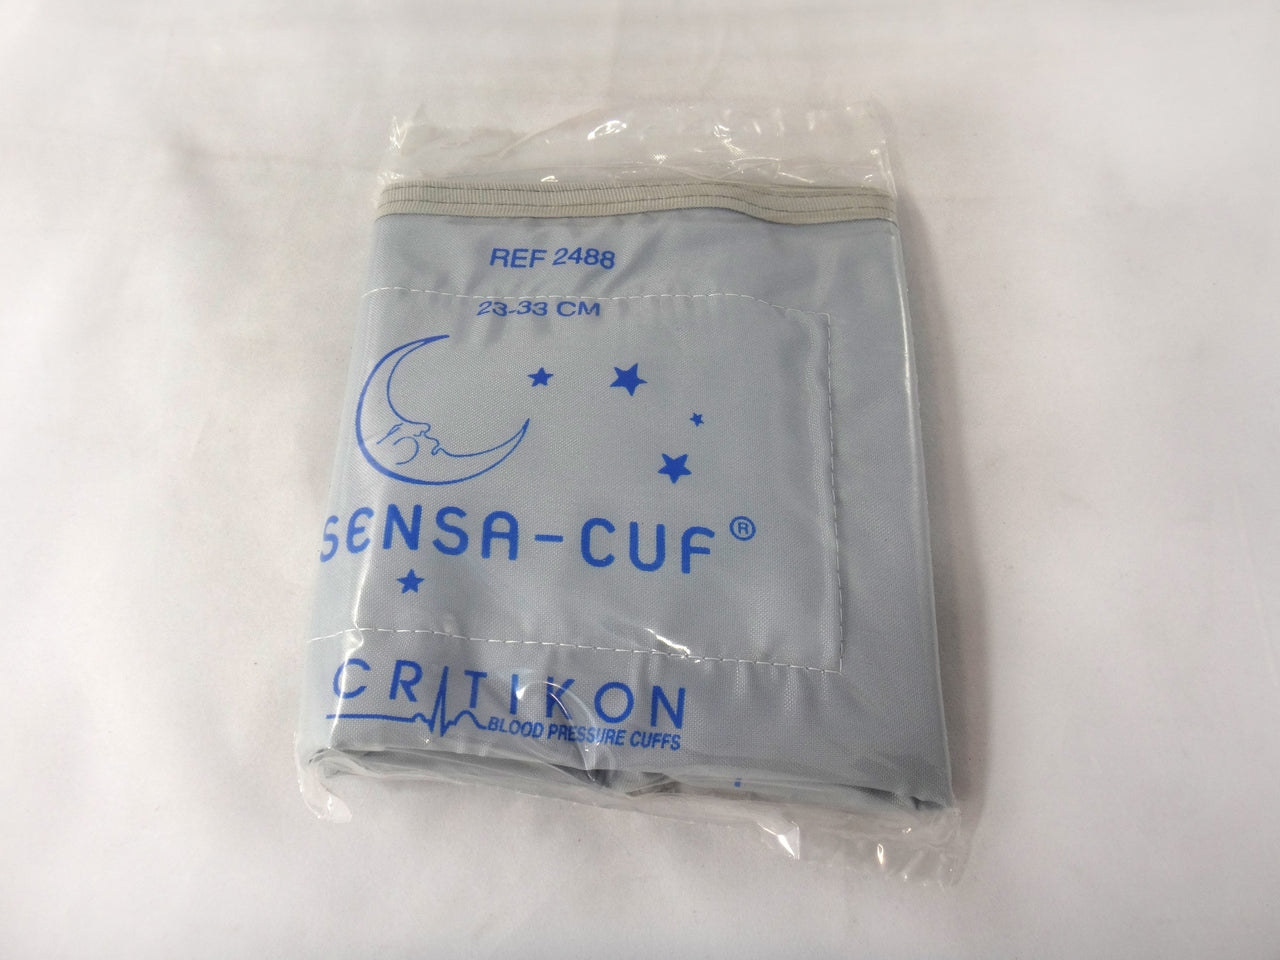 REF 2488
23-33 CM
SENSA-CUF®
CRITIKON
BLOOD PRESSURE CUFFS